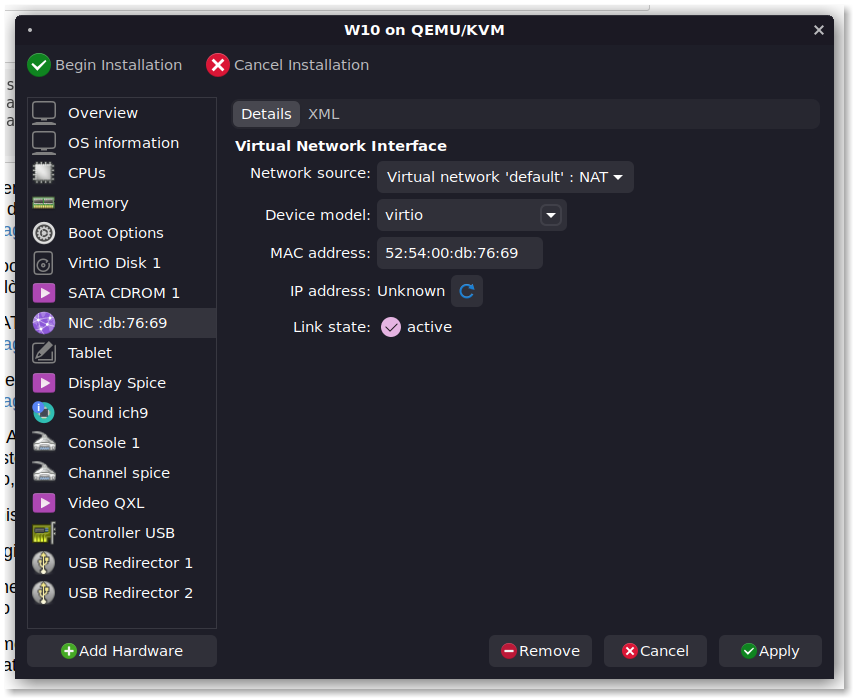 W10 on QEMU/KVM
Begin Installation
Cancel Installation
Overview
OS information
CPUs
Memory
Boot Options
VirtIO Disk 1
SATA CDROM 1
NIC :db:76:69
Tablet
Display Spice
Sound ich9
Console 1
Channel spice
Video QXL
Controller USB
USB Redirector 1
USB Redirector 2
Add Hardware
Details XML
Virtual Network Interface
Network source: Virtual network 'default' : NAT
Device model: virtio
MAC address: 52:54:00:db:76:69
IP address: Unknown
Link state: active
Remove
Cancel
Apply